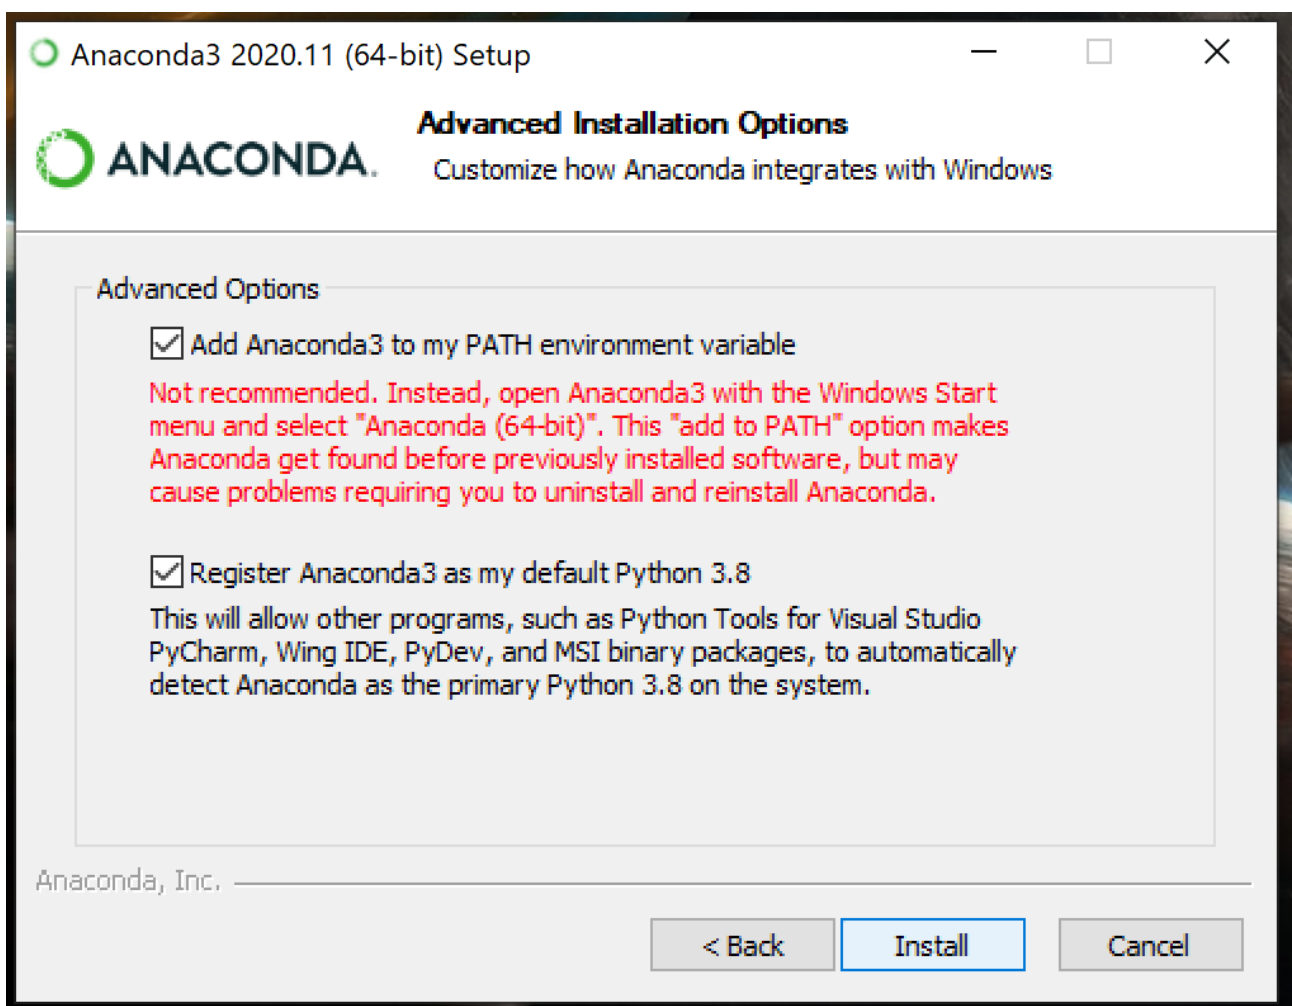 Anaconda3 2020.11 (64-bit) Setup
ANACONDA.
Advanced Installation Options
Customize how Anaconda integrates with Windows
Advanced Options
Add Anaconda3 to my PATH environment variable
Not recommended. Instead, open Anaconda3 with the Windows Start
menu and select "Anaconda (64-bit)". This "add to PATH" option makes
Anaconda get found before previously installed software, but may
cause problems requiring you to uninstall and reinstall Anaconda.
Register Anaconda3 as my default Python 3.8
This will allow other programs, such as Python Tools for Visual Studio
PyCharm, Wing IDE, PyDev, and MSI binary packages, to automatically
detect Anaconda as the primary Python 3.8 on the system.
Anaconda, Inc.
< Back Install Cancel